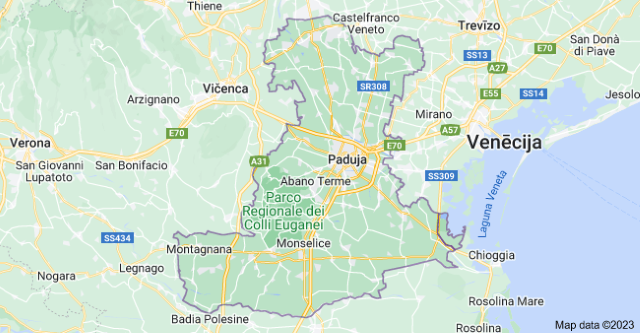 Thiene
Castelfranco
Veneto
Trevīzo
San Donà
di Piave
E70
SS13
A27
SR308
Vičenca
E55
SS14
Jesolo
Arzignano
Mirano
E70
A57
Verona
E70
Venēcija
San Giovanni
Lupatoto
San Bonifacio
A31
Paduja
Abano Terme
SS309
Parco
Regionale dei
Colli Euganei
Laguna Veneta
SS434
Montagnana
Monselice
Nogara
Legnago
Chioggia
Badia Polesine
Rosolina Mare
Rosolina
Map data ©2023